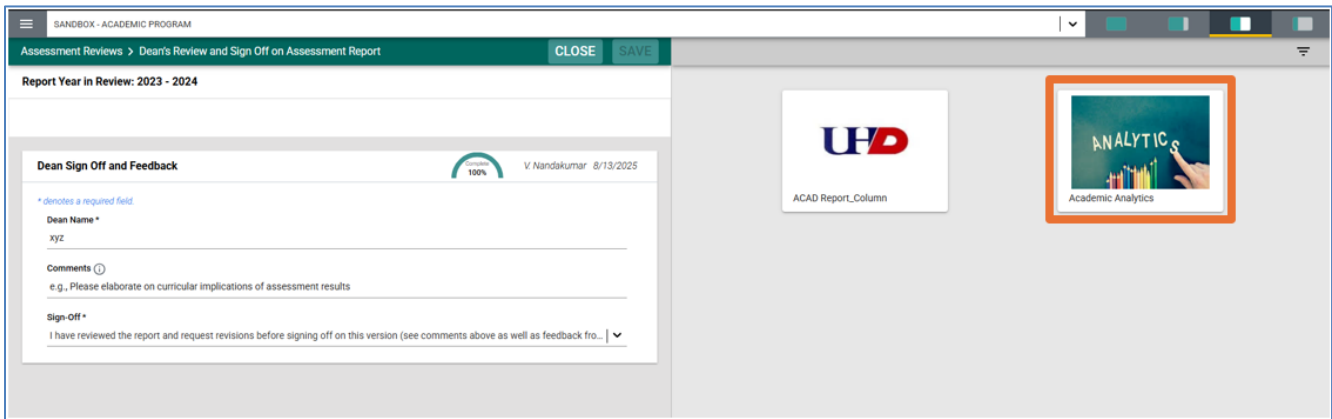 SANDBOX - ACADEMIC PROGRAM
Assessment Reviews > Dean's Review and Sign Off on Assessment Report
CLOSE SAVE
Report Year in Review: 2023 - 2024
Dean Sign Off and Feedback
Complete
100%
V. Nandakumar 8/13/2025
* denotes a required field.
Dean Name *
xyz
Comments
e.g., Please elaborate on curricular implications of assessment results
Sign-Off *
I have reviewed the report and request revisions before signing off on this version (see comments above as well as feedback fro...
UHD
ACAD Report_Column
ANALYTICS
Academic Analytics